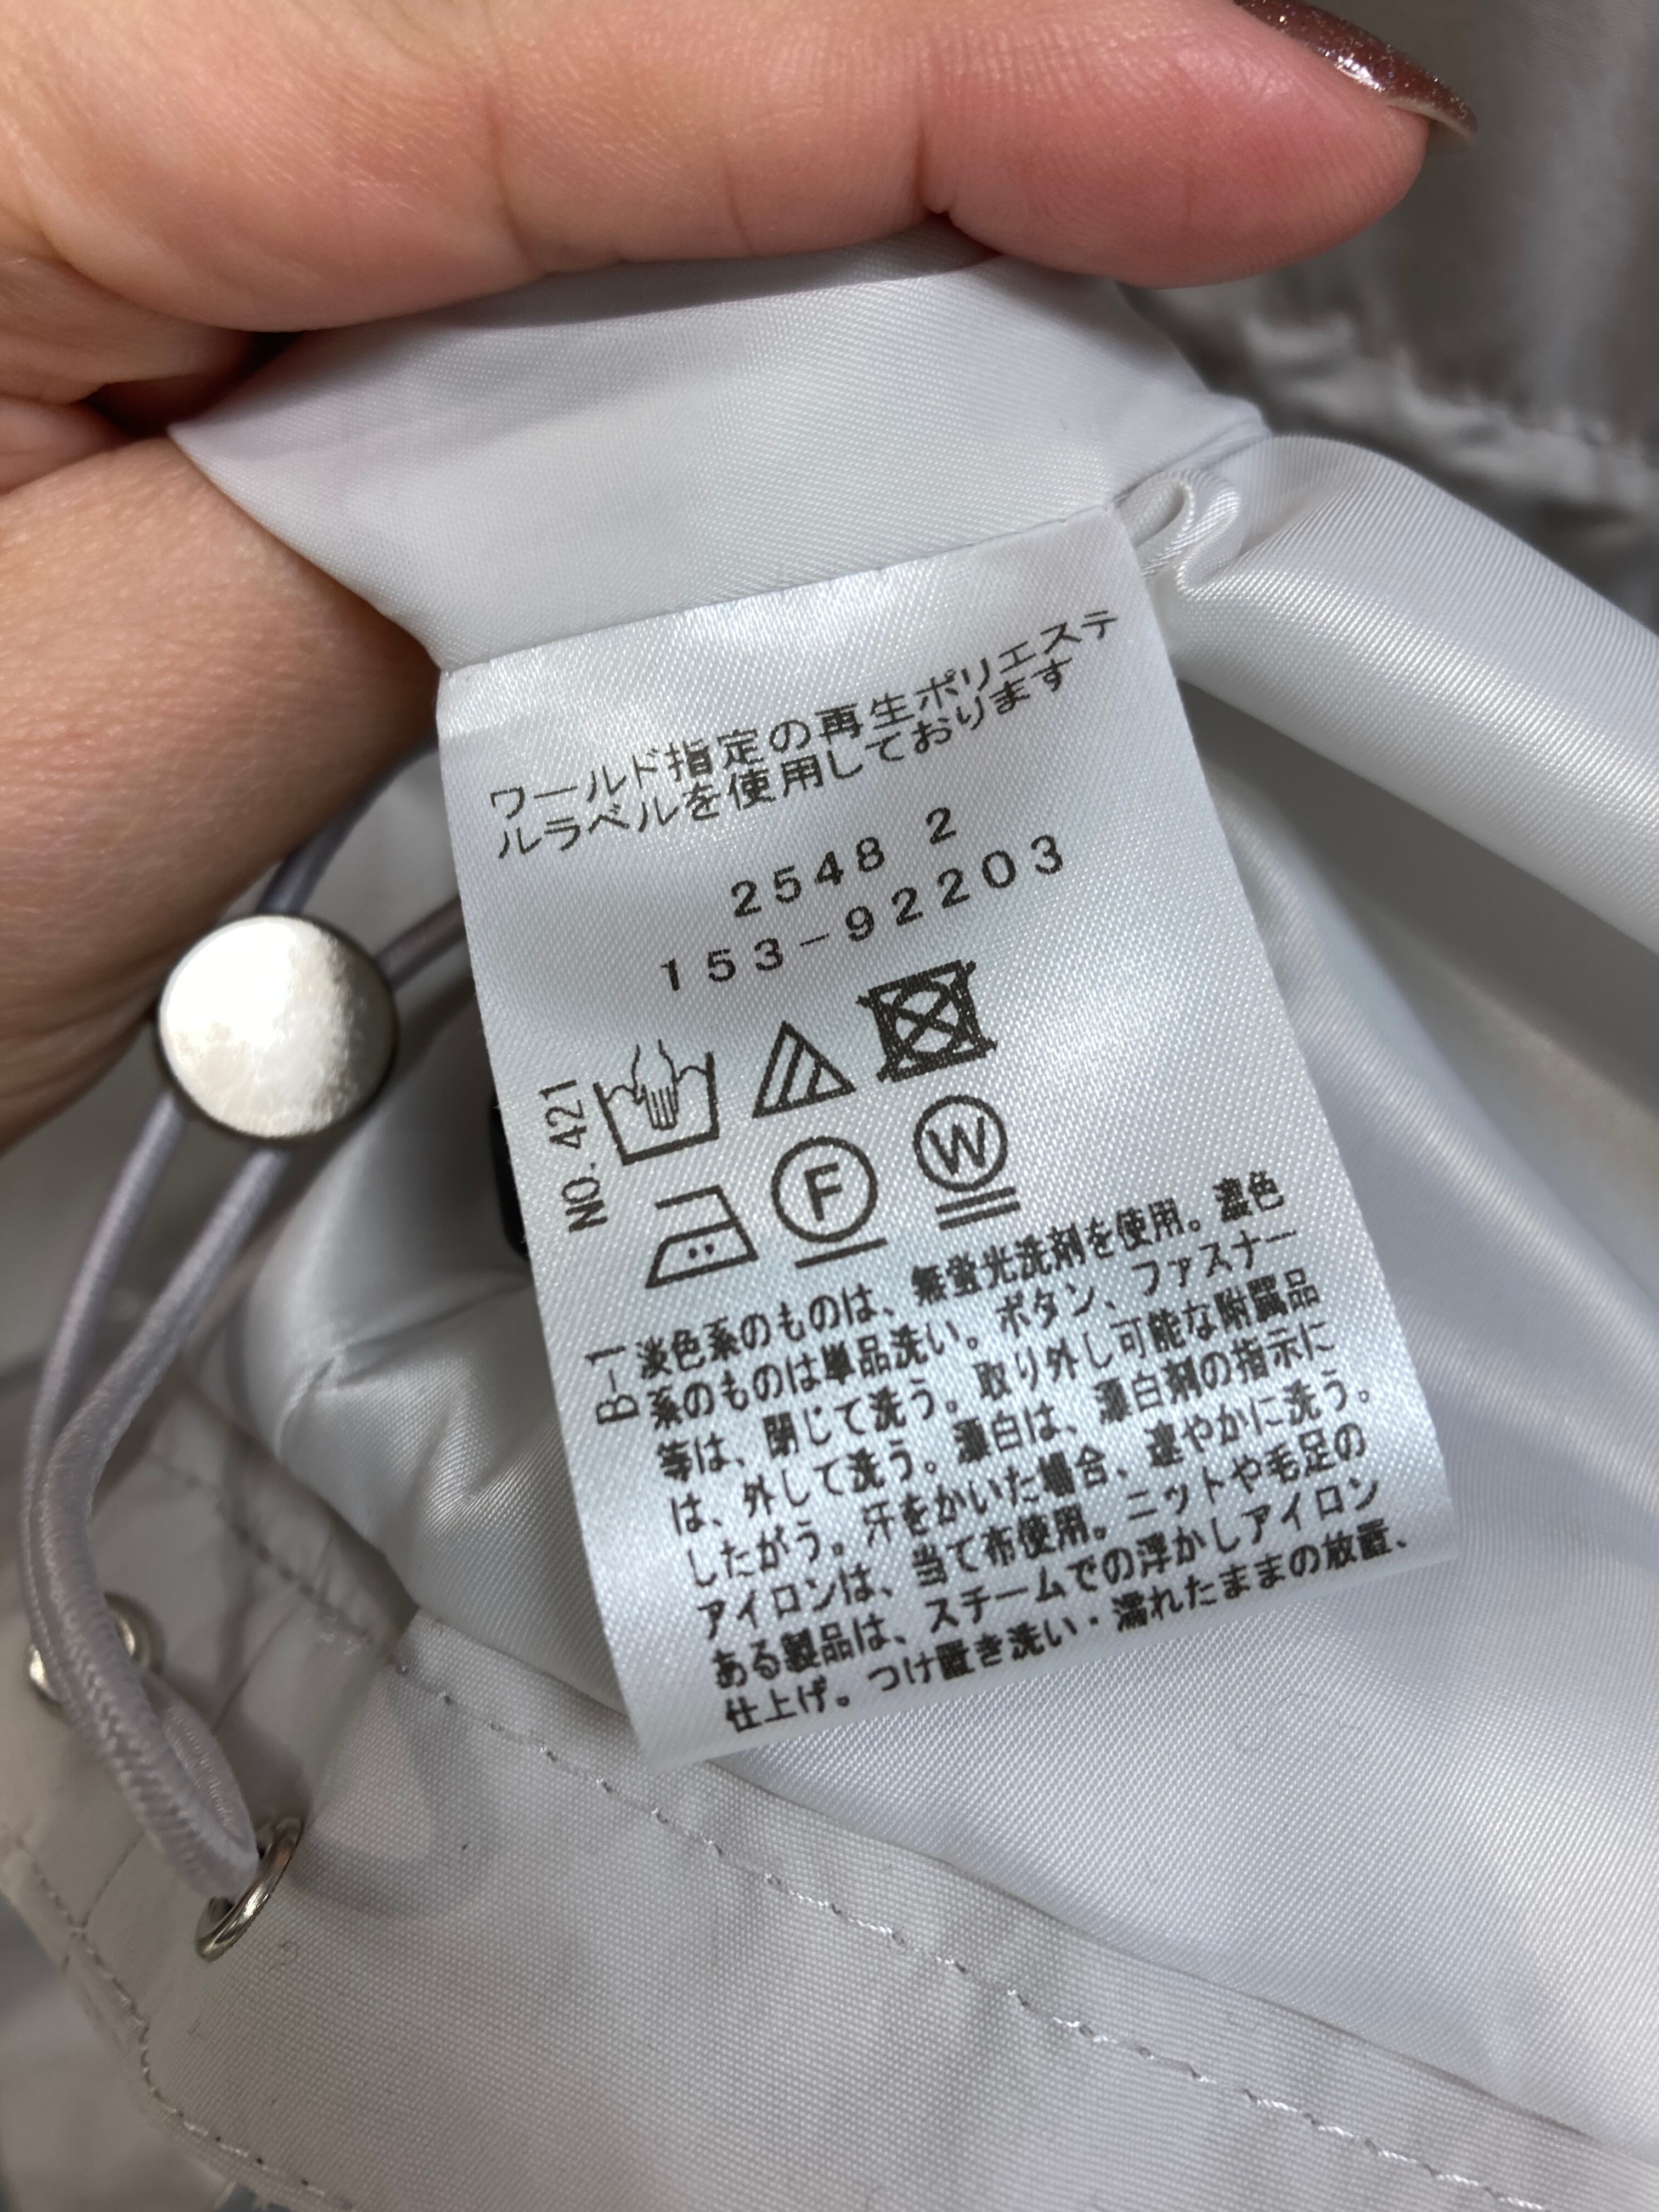 ワールド指定の再生ポリエステ
ルラベルを使用しております
2548 2
153-92203
NO. 421
F
W
B-1
淡色系のものは、無蛍光洗剤を使用。濃色
系のものは単品洗い。ボタン、ファスナー
等は、閉じて洗う。取り外し可能な附属品
は、外して洗う。漂白は、漂白剤の指示に
したがう。汗をかいた場合、速やかに洗う。
アイロンは、当て布使用。ニットや毛足の
ある製品は、スチームでの浮かしアイロン
仕上げ。つけ置き洗い・濡れたままの放置、